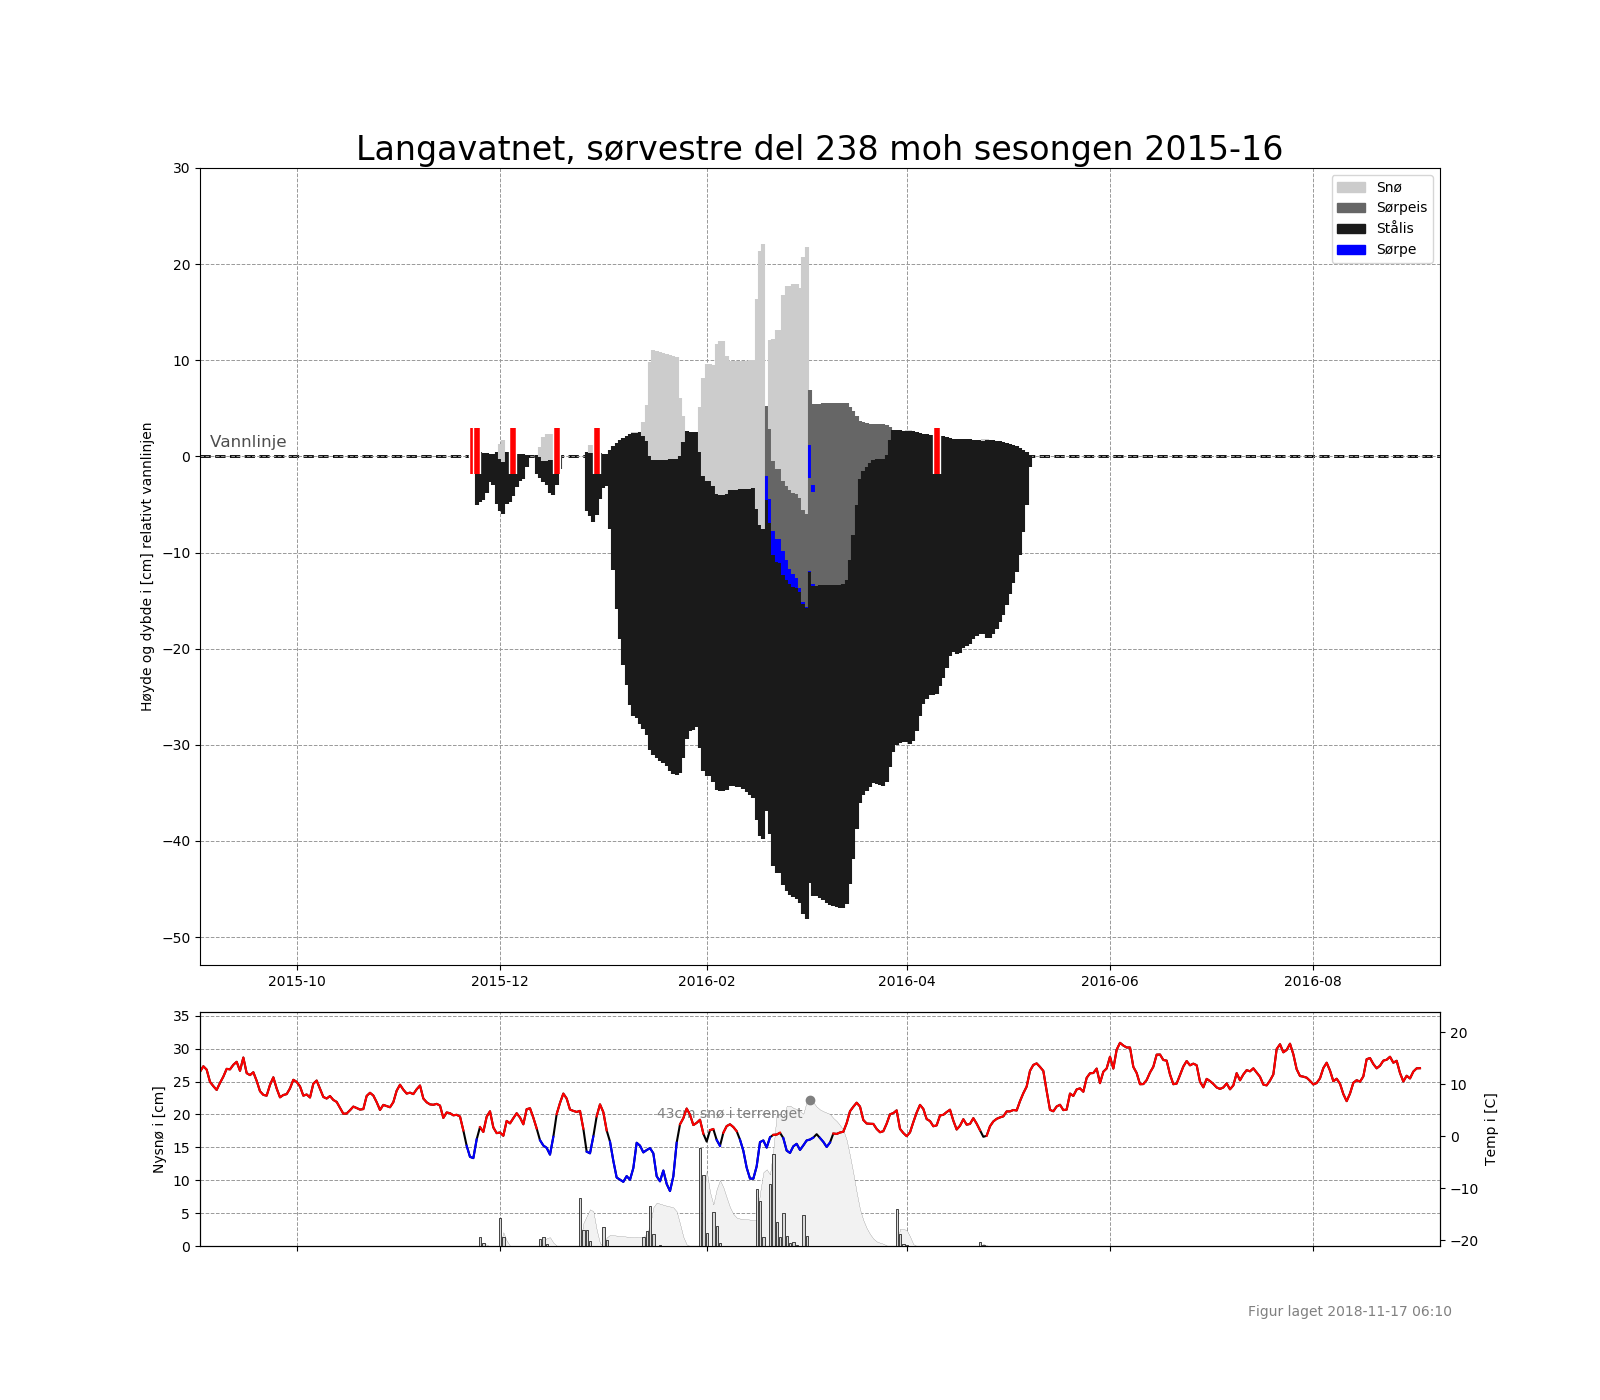 Langavatnet, sørvestre del 238 moh sesongen 2015-16
Høyde og dybde i [cm] relativt vannlinjen
30
20
10
0
−10
−20
−30
−40
−50
Vannlinje
Snø
Sørpeis
Stålis
Sørpe
2015-10
2015-12
2016-02
2016-04
2016-06
2016-08
Nysnø i [cm]
35
30
25
20
15
10
5
0
43cm snø i terrenget
20
10
0
−10
−20
Temp i [C]
Figur laget 2018-11-17 06:10